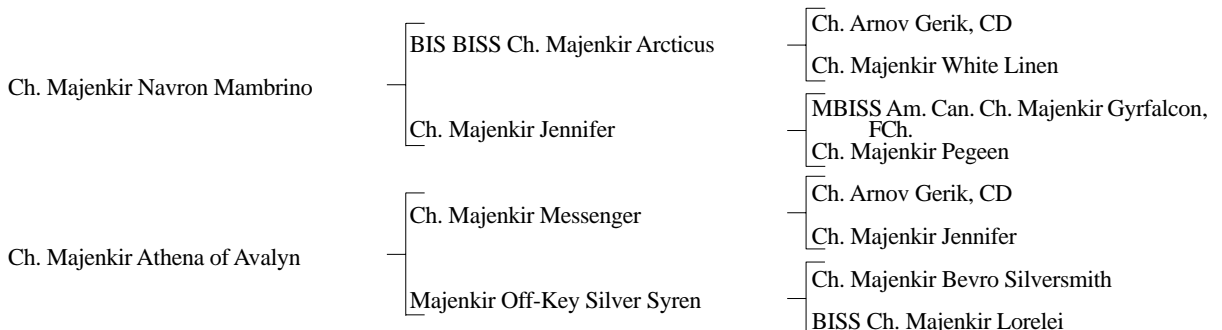 Ch. Arnov Gerik, CD
BIS BISS Ch. Majenkir Arcticus
Ch. Majenkir White Linen
Ch. Majenkir Navron Mambrino
MBISS Am. Can. Ch. Majenkir Gyrfalcon,
FCh.
Ch. Majenkir Jennifer
Ch. Majenkir Pegeen
Ch. Arnov Gerik, CD
Ch. Majenkir Messenger
Ch. Majenkir Jennifer
Ch. Majenkir Athena of Avalyn
Ch. Majenkir Bevro Silversmith
Majenkir Off-Key Silver Syren
BISS Ch. Majenkir Lorelei